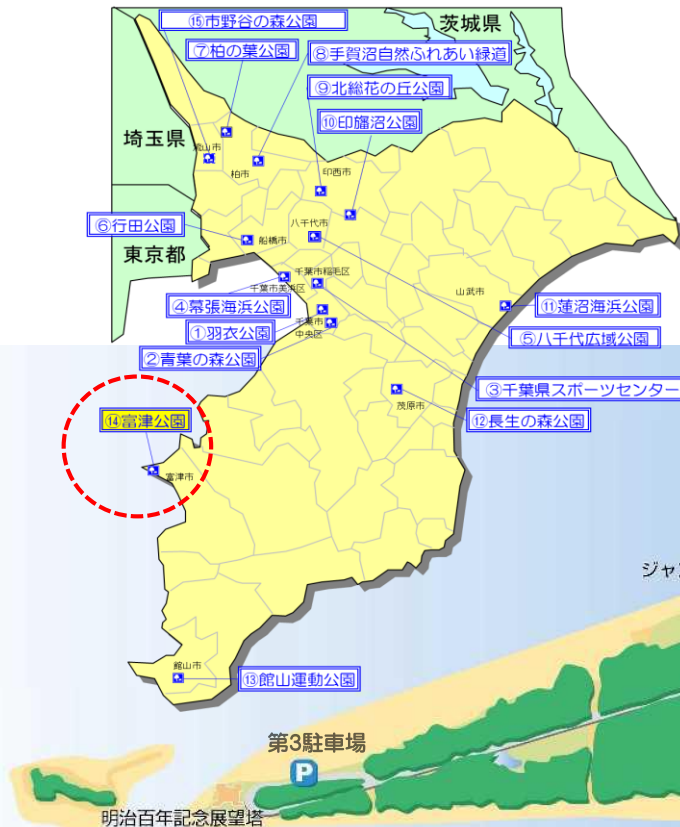 ⑮市野谷の森公園
茨城県
⑦柏の葉公園
⑧手賀沼自然ふれあい緑道
⑨北総花の丘公園
⑩印旛沼公園
埼玉県
流山市
柏市
印西市
⑥行田公園
八千代市
船橋市
東京都
千葉市稲毛区
千葉市美浜区
山武市
④幕張海浜公園
⑪蓮沼海浜公園
①羽衣公園
千葉市
中央区
⑤八千代広域公園
②青葉の森公園
③千葉県スポーツセンター
茂原市
⑭富津公園
⑫長生の森公園
富津市
ジャ
館山市
⑬館山運動公園
第3駐車場
P
明治百年記念展望塔